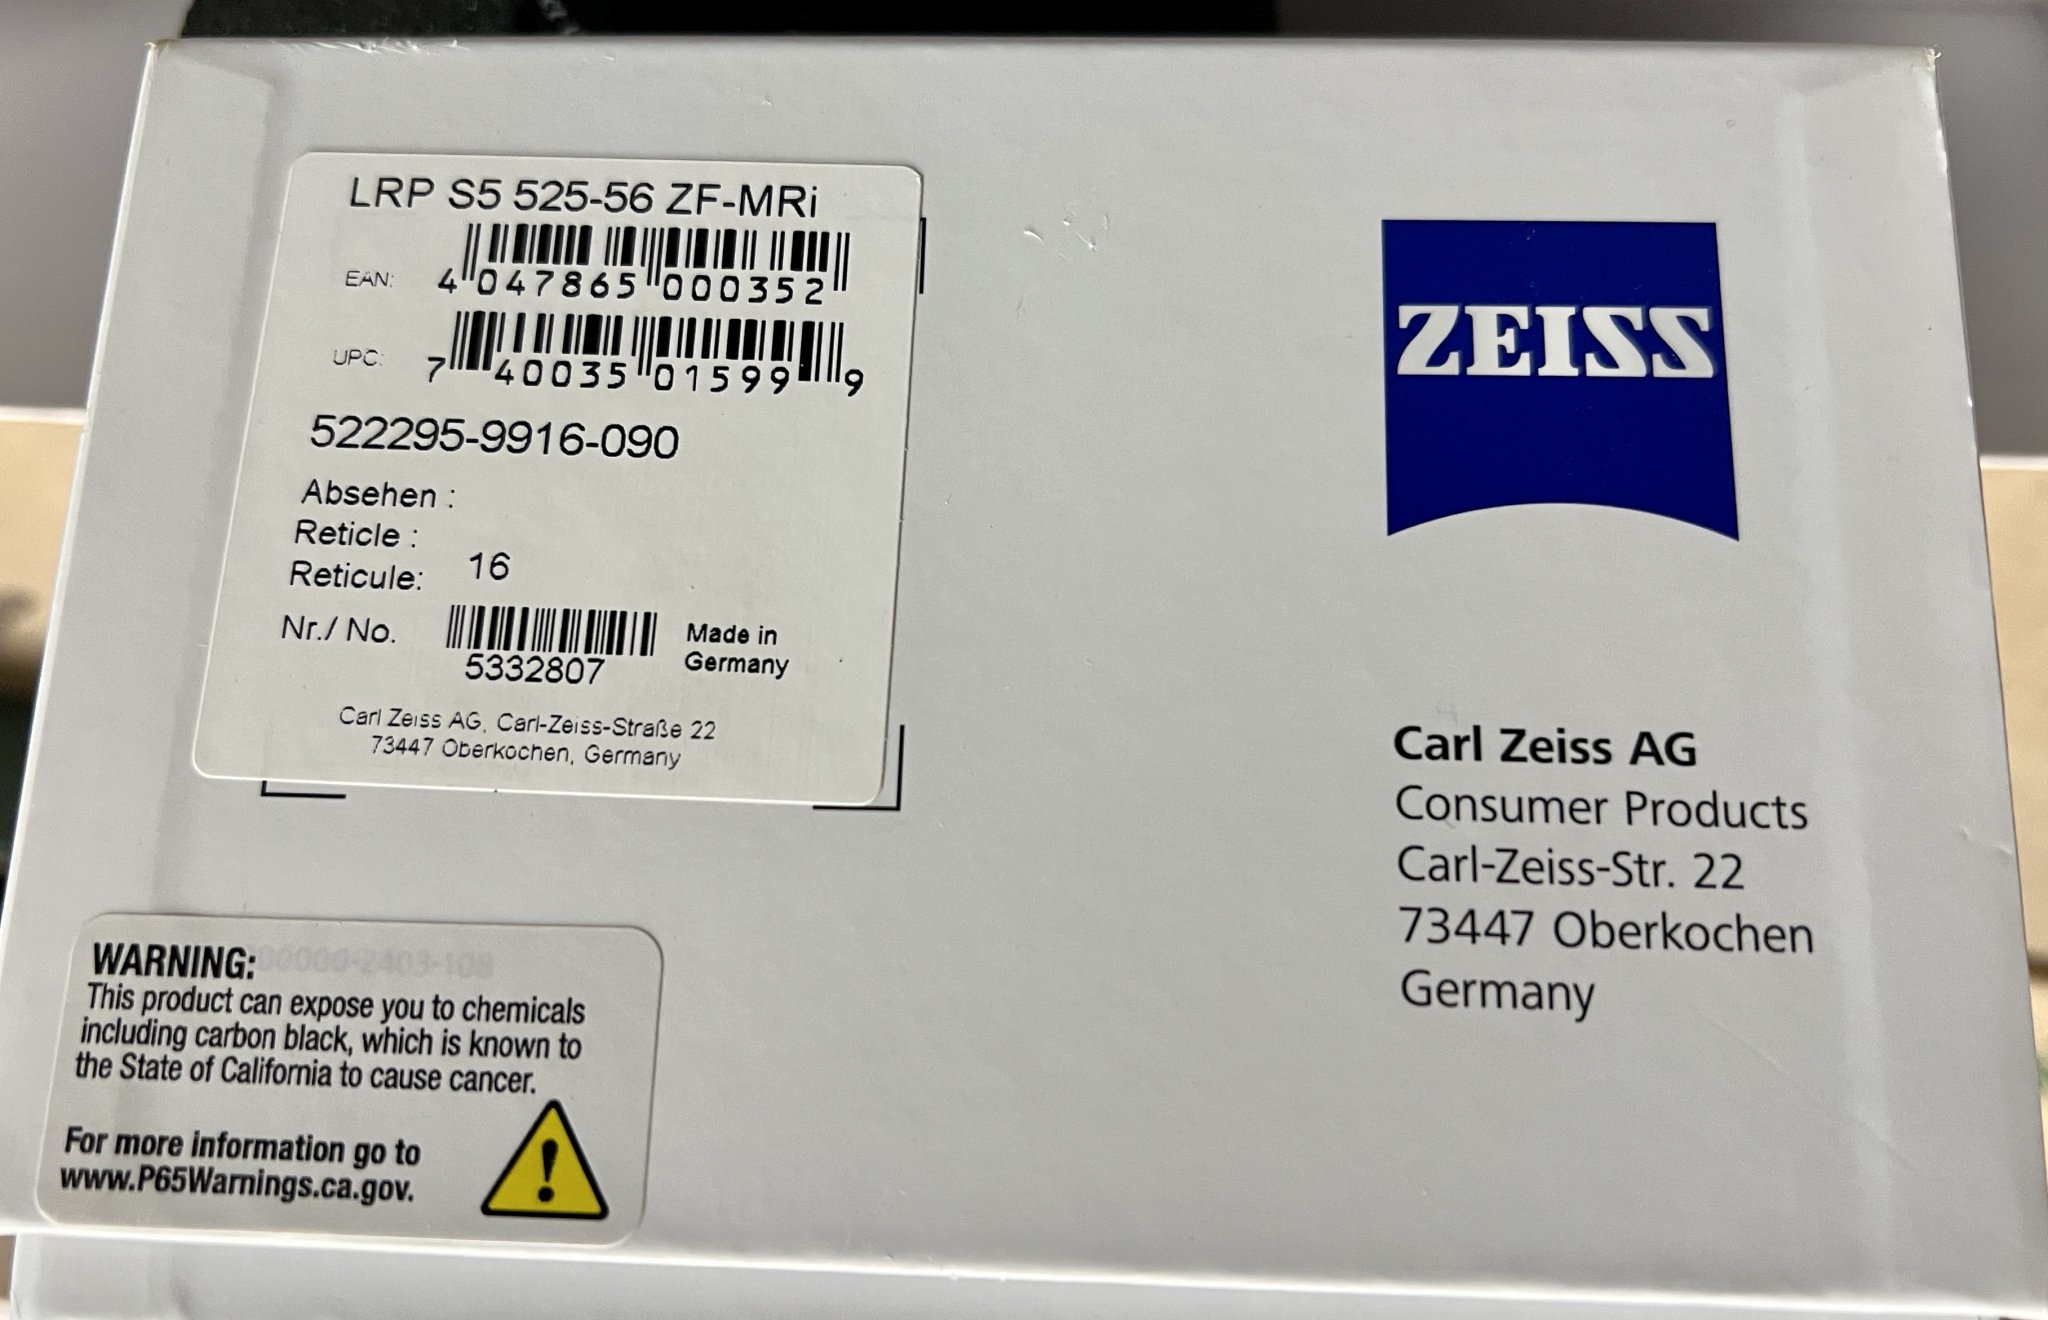 LRP S5 525-56 ZF-MRi
EAN: 4 047865 000352
UPC: 7 40035 01599 9
522295-9916-090
Absehen :
Reticle :
Reticule: 16
Nr./ No. 5332807 Made in Germany
Carl Zeiss AG, Carl-Zeiss-Straße 22
73447 Oberkochen, Germany
ZEISS
Carl Zeiss AG
Consumer Products
Carl-Zeiss-Str. 22
73447 Oberkochen
Germany
WARNING:
This product can expose you to chemicals
including carbon black, which is known to
the State of California to cause cancer.
For more information go to
www.P65Warnings.ca.gov.